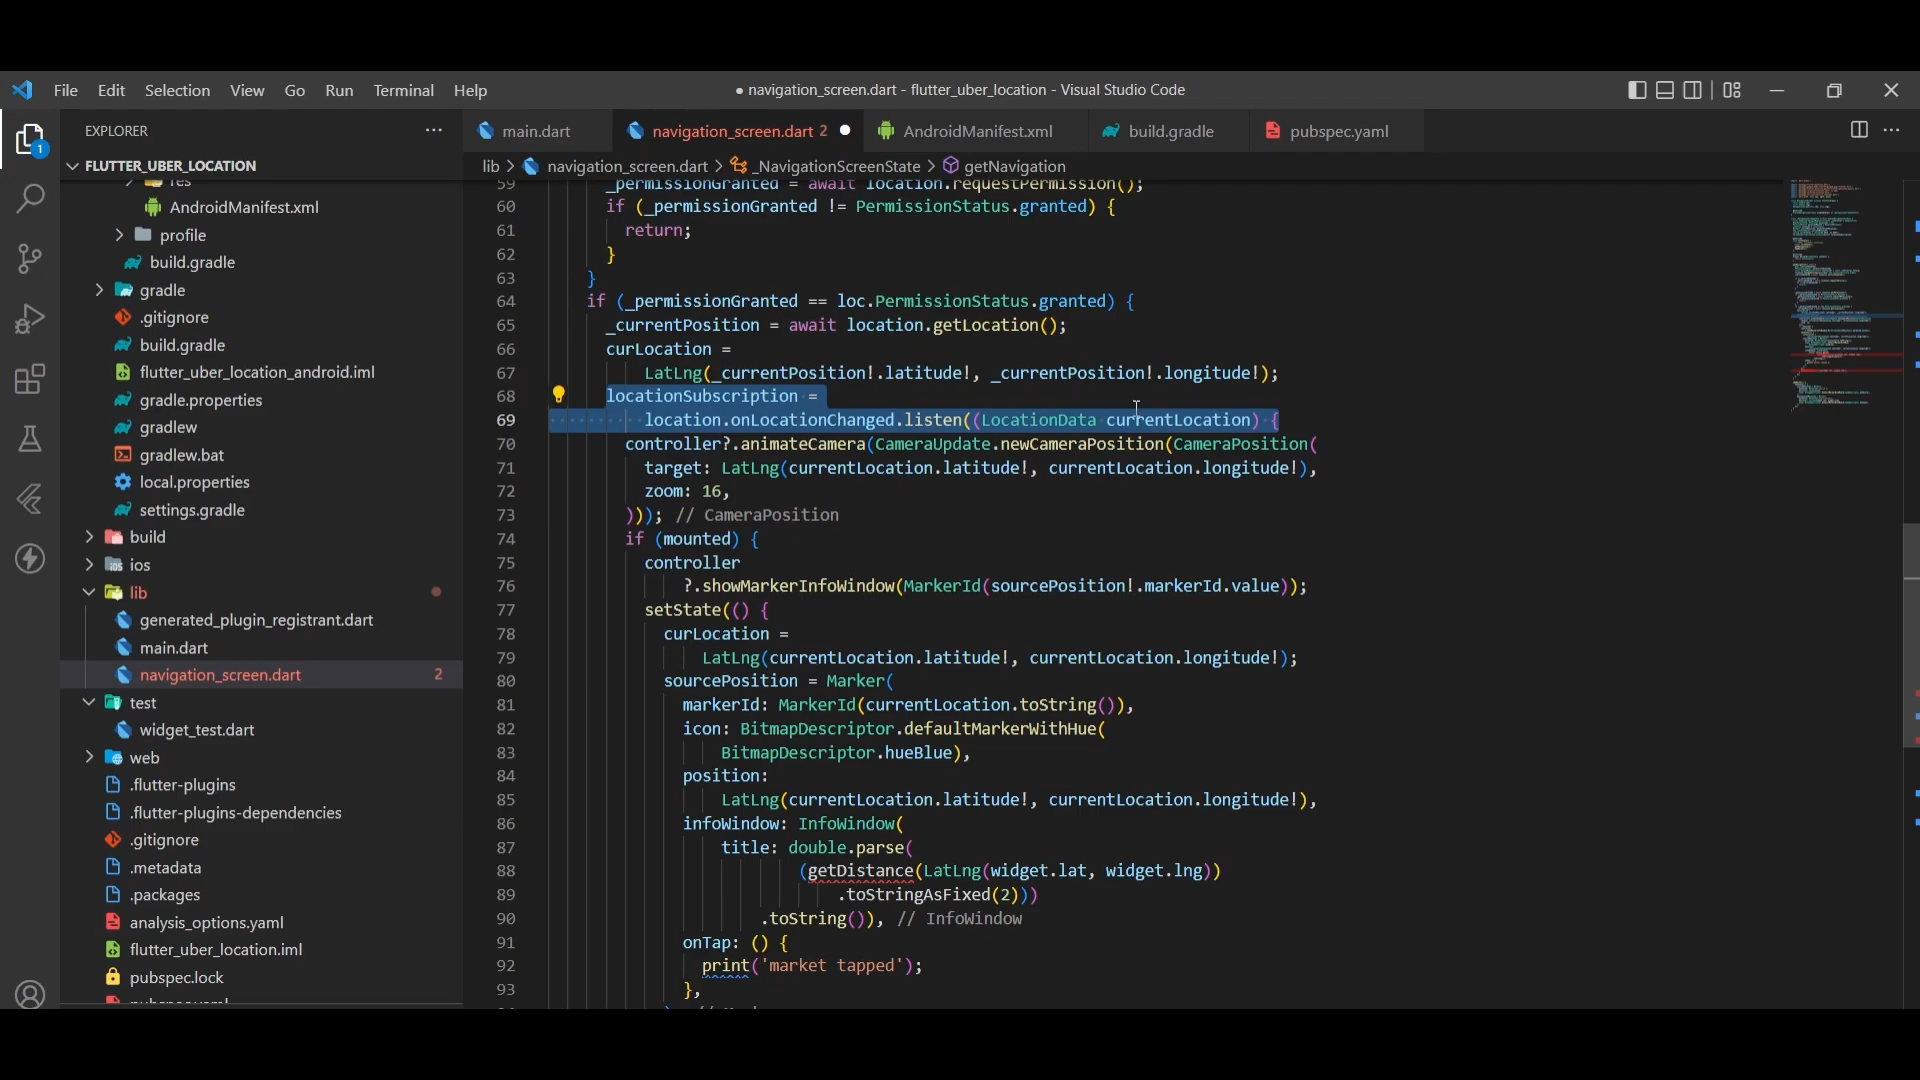 File Edit Selection View Go Run Terminal Help
● navigation_screen.dart - flutter_uber_location - Visual Studio Code
EXPLORER
main.dart
navigation_screen.dart 2
AndroidManifest.xml
build.gradle
pubspec.yaml
lib > navigation_screen.dart > _NavigationScreenState > getNavigation
1
FLUTTER_UBER_LOCATION
res
AndroidManifest.xml
profile
build.gradle
gradle
.gitignore
build.gradle
flutter_uber_location_android.iml
gradle.properties
gradlew
gradlew.bat
local.properties
settings.gradle
build
ios
lib
generated_plugin_registrant.dart
main.dart
navigation_screen.dart 2
test
widget_test.dart
web
.flutter-plugins
.flutter-plugins-dependencies
.gitignore
.metadata
.packages
analysis_options.yaml
flutter_uber_location.iml
pubspec.lock
pubspec.yaml
59 _permissionGranted = await location.requestPermission();
60 if (_permissionGranted != PermissionStatus.granted) {
61 return;
62 }
63 }
64 if (_permissionGranted == loc.PermissionStatus.granted) {
65 _currentPosition = await location.getLocation();
66 curLocation =
67 LatLng(_currentPosition!.latitude!, _currentPosition!.longitude!);
68 locationSubscription =
69 location.onLocationChanged.listen((LocationData currentLocation) {
70 controller?.animateCamera(CameraUpdate.newCameraPosition(CameraPosition(
71 target: LatLng(currentLocation.latitude!, currentLocation.longitude!),
72 zoom: 16,
73 ))); // CameraPosition
74 if (mounted) {
75 controller
76 ?.showMarkerInfoWindow(MarkerId(sourcePosition!.markerId.value));
77 setState(() {
78 curLocation =
79 LatLng(currentLocation.latitude!, currentLocation.longitude!);
80 sourcePosition = Marker(
81 markerId: MarkerId(currentLocation.toString()),
82 icon: BitmapDescriptor.defaultMarkerWithHue(
83 BitmapDescriptor.hueBlue),
84 position:
85 LatLng(currentLocation.latitude!, currentLocation.longitude!),
86 infoWindow: InfoWindow(
87 title: double.parse(
88 (getDistance(LatLng(widget.lat, widget.lng))
89 .toStringAsFixed(2)))
90 .toString()), // InfoWindow
91 onTap: () {
92 print('market tapped');
93 },